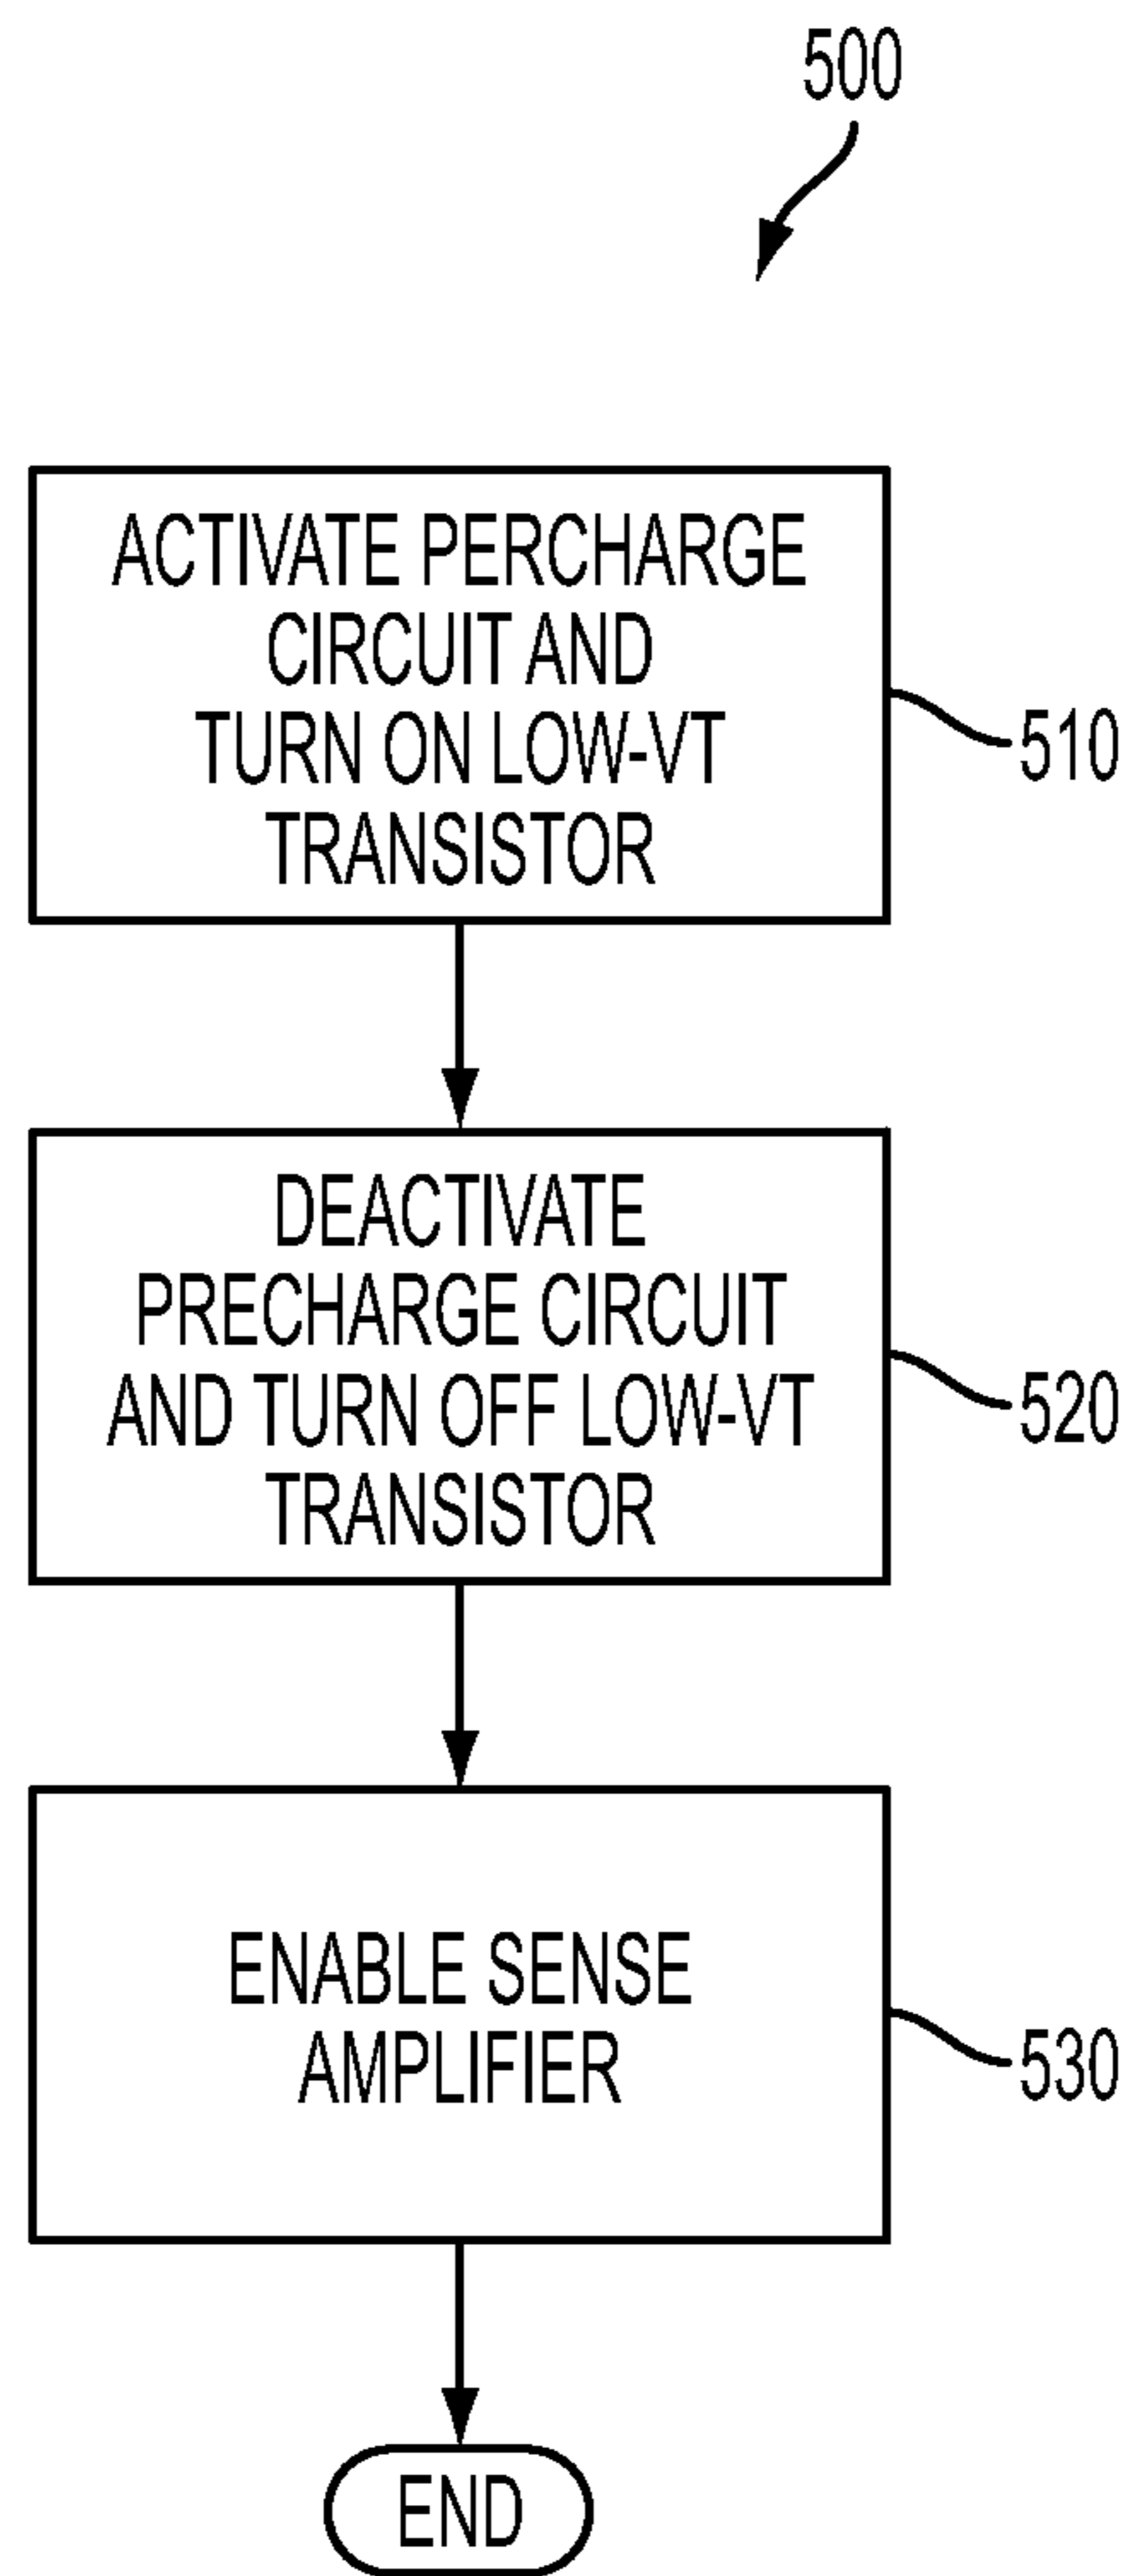 500
ACTIVATE PERCHARGE
CIRCUIT AND
TURN ON LOW-VT
TRANSISTOR
510
DEACTIVATE
PRECHARGE CIRCUIT
AND TURN OFF LOW-VT
TRANSISTOR
520
ENABLE SENSE
AMPLIFIER
530
END